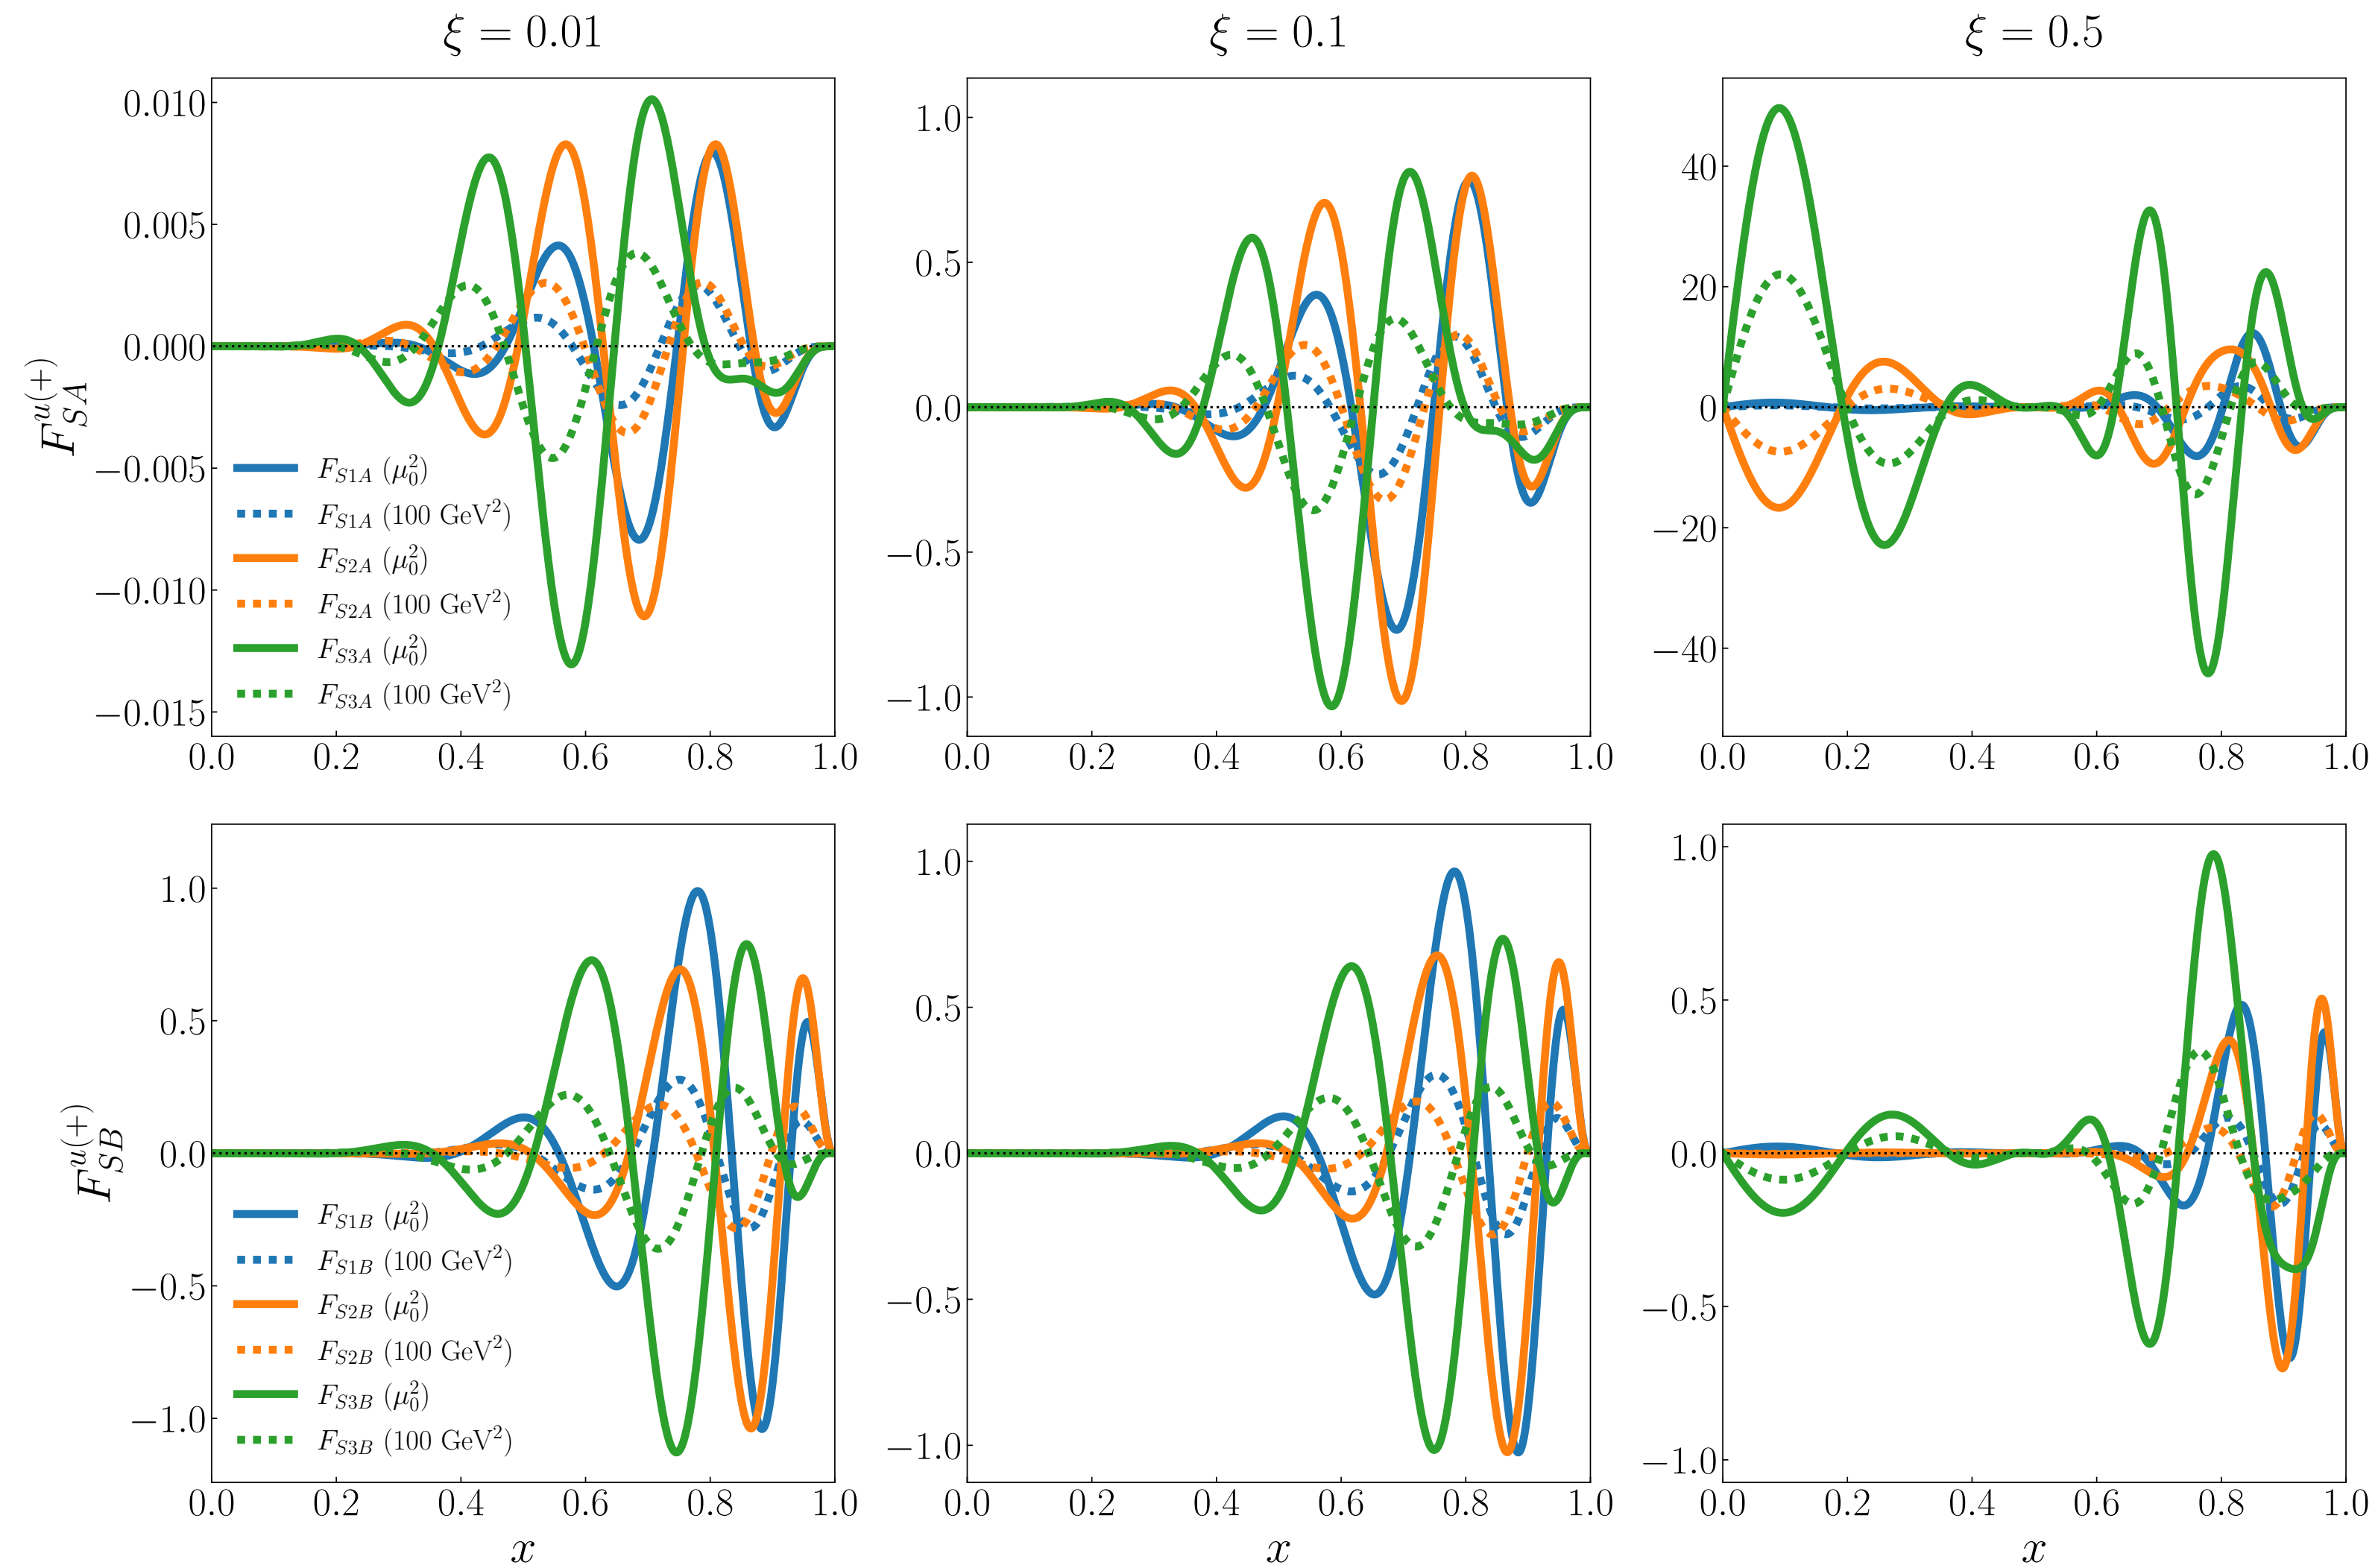 ξ = 0.01
ξ = 0.1
ξ = 0.5
F_{SA}^{u(+)}
0.010
0.005
0.000
−0.005
−0.010
−0.015
F_{S1A} (μ_0^2)
F_{S1A} (100 GeV^2)
F_{S2A} (μ_0^2)
F_{S2A} (100 GeV^2)
F_{S3A} (μ_0^2)
F_{S3A} (100 GeV^2)
0.0 0.2 0.4 0.6 0.8 1.0
1.0
0.5
0.0
−0.5
−1.0
0.0 0.2 0.4 0.6 0.8 1.0
40
20
0
−20
−40
0.0 0.2 0.4 0.6 0.8 1.0
F_{SB}^{u(+)}
1.0
0.5
0.0
−0.5
−1.0
F_{S1B} (μ_0^2)
F_{S1B} (100 GeV^2)
F_{S2B} (μ_0^2)
F_{S2B} (100 GeV^2)
F_{S3B} (μ_0^2)
F_{S3B} (100 GeV^2)
0.0 0.2 0.4 0.6 0.8 1.0
x
1.0
0.5
0.0
−0.5
−1.0
0.0 0.2 0.4 0.6 0.8 1.0
x
1.0
0.5
0.0
−0.5
−1.0
0.0 0.2 0.4 0.6 0.8 1.0
x